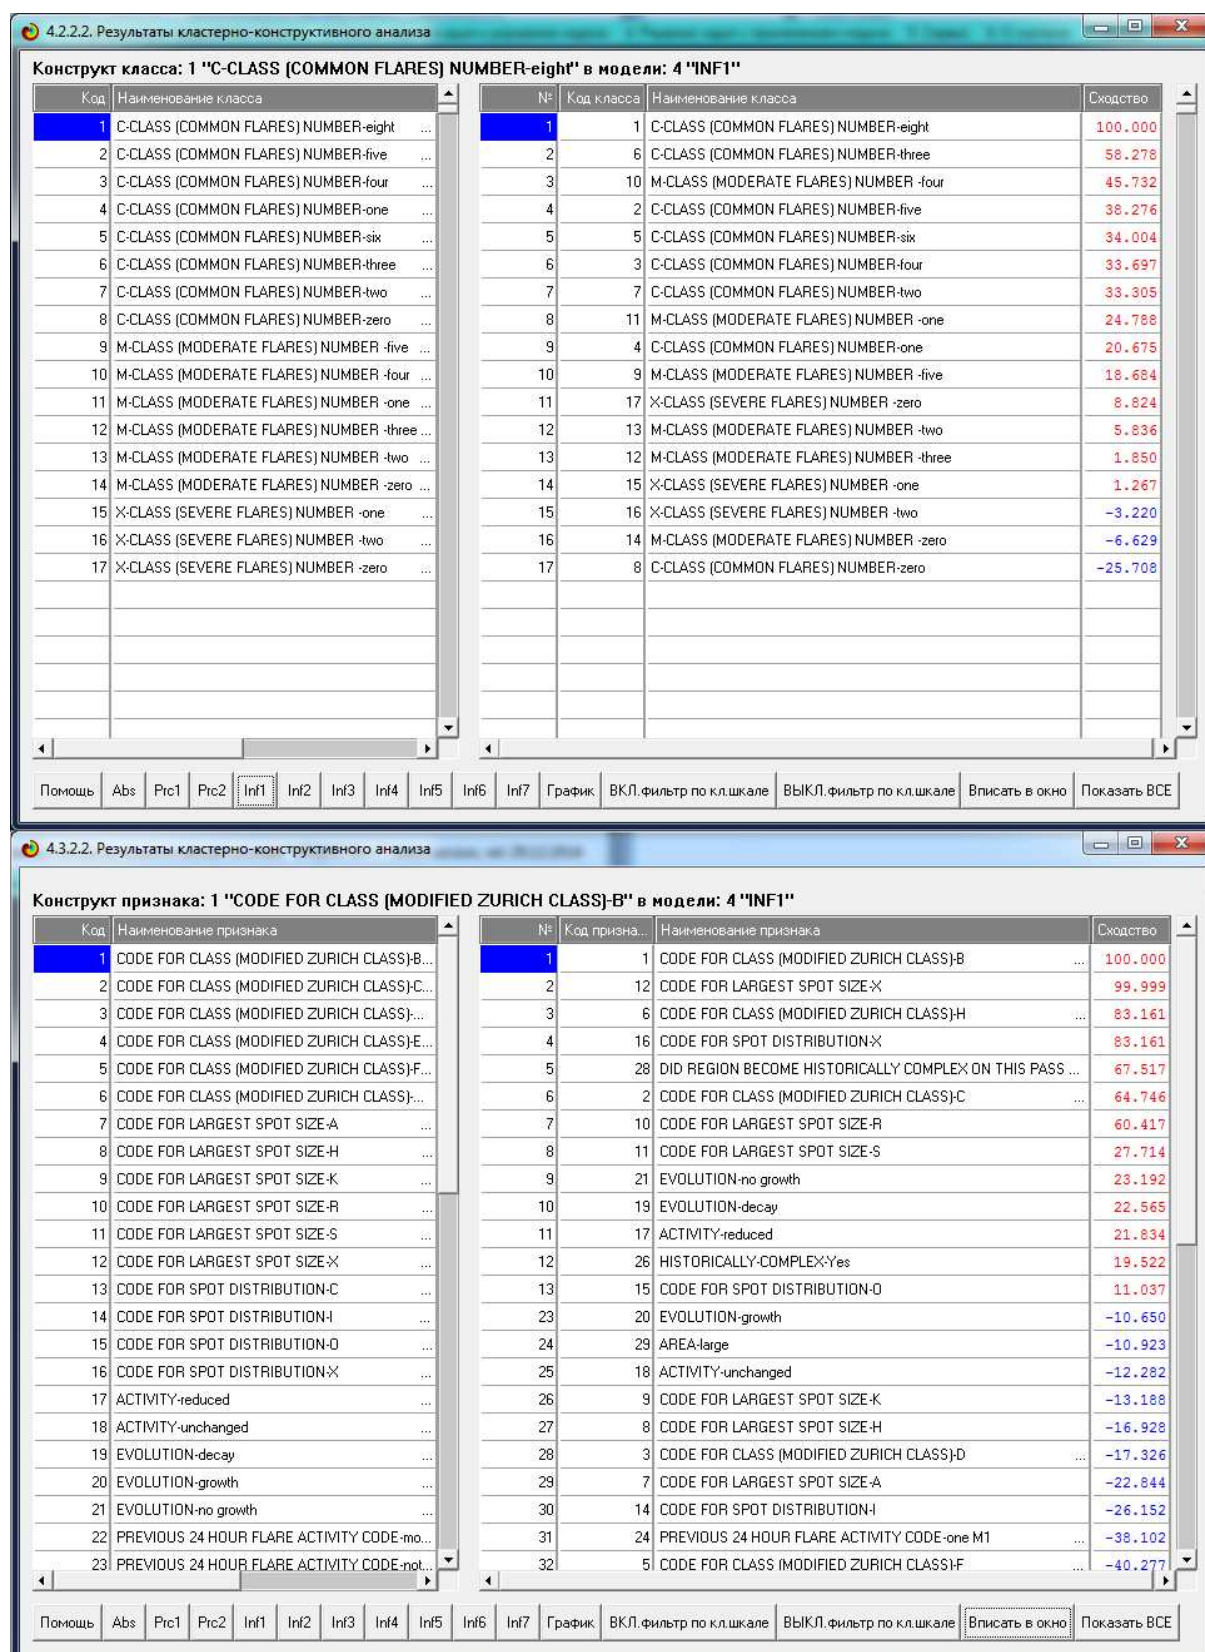 4.2.2.2. Результаты кластерно-конструктивного анализа
Конструкт класса: 1 "C-CLASS (COMMON FLARES) NUMBER-eight" в модели: 4 "INF1"
Код Наименование класса
1 C-CLASS (COMMON FLARES) NUMBER-eight ...
2 C-CLASS (COMMON FLARES) NUMBER-five ...
3 C-CLASS (COMMON FLARES) NUMBER-four ...
4 C-CLASS (COMMON FLARES) NUMBER-one ...
5 C-CLASS (COMMON FLARES) NUMBER-six ...
6 C-CLASS (COMMON FLARES) NUMBER-three ...
7 C-CLASS (COMMON FLARES) NUMBER-two ...
8 C-CLASS (COMMON FLARES) NUMBER-zero ...
9 M-CLASS (MODERATE FLARES) NUMBER -five ...
10 M-CLASS (MODERATE FLARES) NUMBER -four ...
11 M-CLASS (MODERATE FLARES) NUMBER -one ...
12 M-CLASS (MODERATE FLARES) NUMBER -three ...
13 M-CLASS (MODERATE FLARES) NUMBER -two ...
14 M-CLASS (MODERATE FLARES) NUMBER -zero ...
15 X-CLASS (SEVERE FLARES) NUMBER -one ...
16 X-CLASS (SEVERE FLARES) NUMBER -two ...
17 X-CLASS (SEVERE FLARES) NUMBER -zero ...
№ Код класса Наименование класса Сходство
1 1 C-CLASS (COMMON FLARES) NUMBER-eight 100.000
2 6 C-CLASS (COMMON FLARES) NUMBER-three 58.278
3 10 M-CLASS (MODERATE FLARES) NUMBER -four 45.732
4 2 C-CLASS (COMMON FLARES) NUMBER-five 38.276
5 5 C-CLASS (COMMON FLARES) NUMBER-six 34.004
6 3 C-CLASS (COMMON FLARES) NUMBER-four 33.697
7 7 C-CLASS (COMMON FLARES) NUMBER-two 33.305
8 11 M-CLASS (MODERATE FLARES) NUMBER -one 24.788
9 4 C-CLASS (COMMON FLARES) NUMBER-one 20.675
10 9 M-CLASS (MODERATE FLARES) NUMBER -five 18.684
11 17 X-CLASS (SEVERE FLARES) NUMBER -zero 8.824
12 13 M-CLASS (MODERATE FLARES) NUMBER -two 5.836
13 12 M-CLASS (MODERATE FLARES) NUMBER -three 1.850
14 15 X-CLASS (SEVERE FLARES) NUMBER -one 1.267
15 16 X-CLASS (SEVERE FLARES) NUMBER -two -3.220
16 14 M-CLASS (MODERATE FLARES) NUMBER -zero -6.629
17 8 C-CLASS (COMMON FLARES) NUMBER-zero -25.708
Помощь Abs Prc1 Prc2 Inf1 Inf2 Inf3 Inf4 Inf5 Inf6 Inf7 График ВКЛ.фильтр по кл.шкале ВЫКЛ.фильтр по кл.шкале Вписать в окно Показать ВСЕ
4.3.2.2. Результаты кластерно-конструктивного анализа
Конструкт признака: 1 "CODE FOR CLASS (MODIFIED ZURICH CLASS)-B" в модели: 4 "INF1"
Код Наименование признака
1 CODE FOR CLASS (MODIFIED ZURICH CLASS)-B...
2 CODE FOR CLASS (MODIFIED ZURICH CLASS)-C...
3 CODE FOR CLASS (MODIFIED ZURICH CLASS)-...
4 CODE FOR CLASS (MODIFIED ZURICH CLASS)-E...
5 CODE FOR CLASS (MODIFIED ZURICH CLASS)-F...
6 CODE FOR CLASS (MODIFIED ZURICH CLASS)-...
7 CODE FOR LARGEST SPOT SIZE-A ...
8 CODE FOR LARGEST SPOT SIZE-H ...
9 CODE FOR LARGEST SPOT SIZE-K ...
10 CODE FOR LARGEST SPOT SIZE-R ...
11 CODE FOR LARGEST SPOT SIZE-S ...
12 CODE FOR LARGEST SPOT SIZE-X ...
13 CODE FOR SPOT DISTRIBUTION-C ...
14 CODE FOR SPOT DISTRIBUTION-I ...
15 CODE FOR SPOT DISTRIBUTION-O ...
16 CODE FOR SPOT DISTRIBUTION-X ...
17 ACTIVITY-reduced ...
18 ACTIVITY-unchanged ...
19 EVOLUTION-decay ...
20 EVOLUTION-growth ...
21 EVOLUTION-no growth ...
22 PREVIOUS 24 HOUR FLARE ACTIVITY CODE-mo...
23 PREVIOUS 24 HOUR FLARE ACTIVITY CODE-not...
№ Код призна... Наименование признака Сходство
1 1 CODE FOR CLASS (MODIFIED ZURICH CLASS)-B ... 100.000
2 12 CODE FOR LARGEST SPOT SIZE-X 99.999
3 6 CODE FOR CLASS (MODIFIED ZURICH CLASS)-H ... 83.161
4 16 CODE FOR SPOT DISTRIBUTION-X 83.161
5 28 DID REGION BECOME HISTORICALLY COMPLEX ON THIS PASS ... 67.517
6 2 CODE FOR CLASS (MODIFIED ZURICH CLASS)-C ... 64.746
7 10 CODE FOR LARGEST SPOT SIZE-R 60.417
8 11 CODE FOR LARGEST SPOT SIZE-S 27.714
9 21 EVOLUTION-no growth 23.192
10 19 EVOLUTION-decay 22.565
11 17 ACTIVITY-reduced 21.834
12 26 HISTORICALLY-COMPLEX-Yes 19.522
13 15 CODE FOR SPOT DISTRIBUTION-O 11.037
23 20 EVOLUTION-growth -10.650
24 29 AREA-large -10.923
25 18 ACTIVITY-unchanged -12.282
26 9 CODE FOR LARGEST SPOT SIZE-K -13.188
27 8 CODE FOR LARGEST SPOT SIZE-H -16.928
28 3 CODE FOR CLASS (MODIFIED ZURICH CLASS)-D ... -17.326
29 7 CODE FOR LARGEST SPOT SIZE-A -22.844
30 14 CODE FOR SPOT DISTRIBUTION-I -26.152
31 24 PREVIOUS 24 HOUR FLARE ACTIVITY CODE-one M1 ... -38.102
32 5 CODE FOR CLASS (MODIFIED ZURICH CLASS)-F ... -40.277
Помощь Abs Prc1 Prc2 Inf1 Inf2 Inf3 Inf4 Inf5 Inf6 Inf7 График ВКЛ.фильтр по кл.шкале ВЫКЛ.фильтр по кл.шкале Вписать в окно Показать ВСЕ